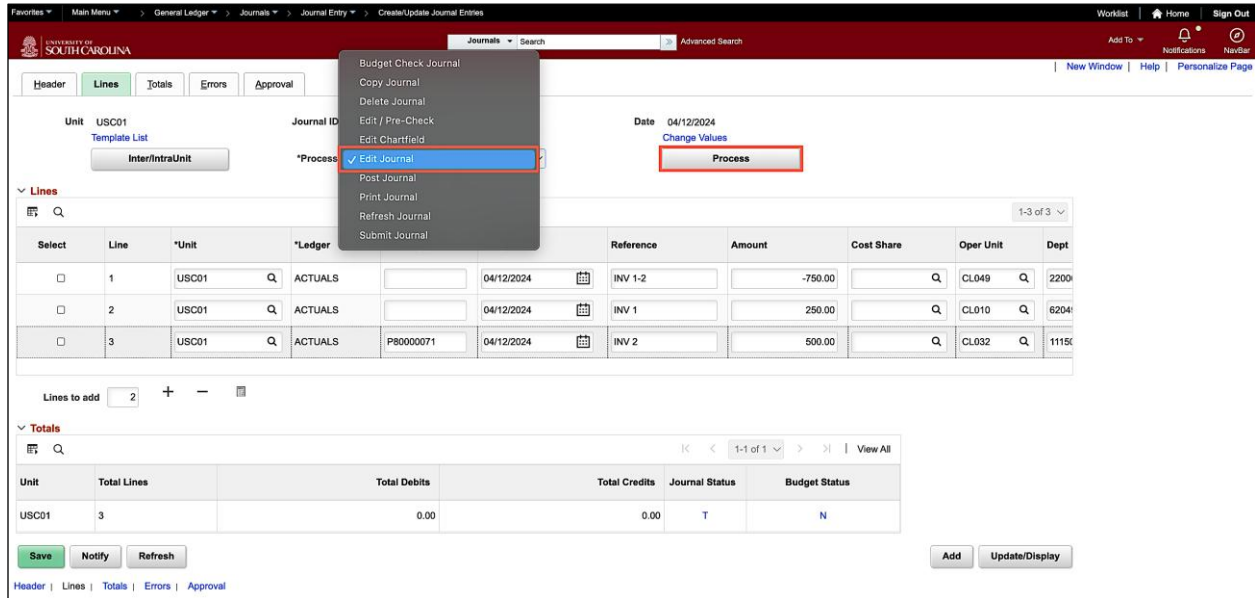 Favorites Main Menu > General Ledger > Journals > Journal Entry > Create/Update Journal Entries Worklist Home Sign Out
UNIVERSITY OF
SOUTH CAROLINA
Journals Search Advanced Search Add To Notifications NavBar
New Window | Help | Personalize Page
Header Lines Totals Errors Approval
Budget Check Journal
Copy Journal
Delete Journal
Edit / Pre-Check
Edit Chartfield
✓ Edit Journal
Post Journal
Print Journal
Refresh Journal
Submit Journal
Unit USC01 Journal ID Date 04/12/2024
Template List Change Values
Inter/IntraUnit *Process Process
Lines
1-3 of 3
Select Line *Unit *Ledger Reference Amount Cost Share Oper Unit Dept
1 USC01 ACTUALS 04/12/2024 INV 1-2 -750.00 CL049
2 USC01 ACTUALS 04/12/2024 INV 1 250.00 CL010
3 USC01 ACTUALS P80000071 04/12/2024 INV 2 500.00 CL032
Lines to add 2 + −
Totals
1-1 of 1 | View All
Unit Total Lines Total Debits Total Credits Journal Status Budget Status
USC01 3 0.00 0.00 T N
Save Notify Refresh Add Update/Display
Header | Lines | Totals | Errors | Approval